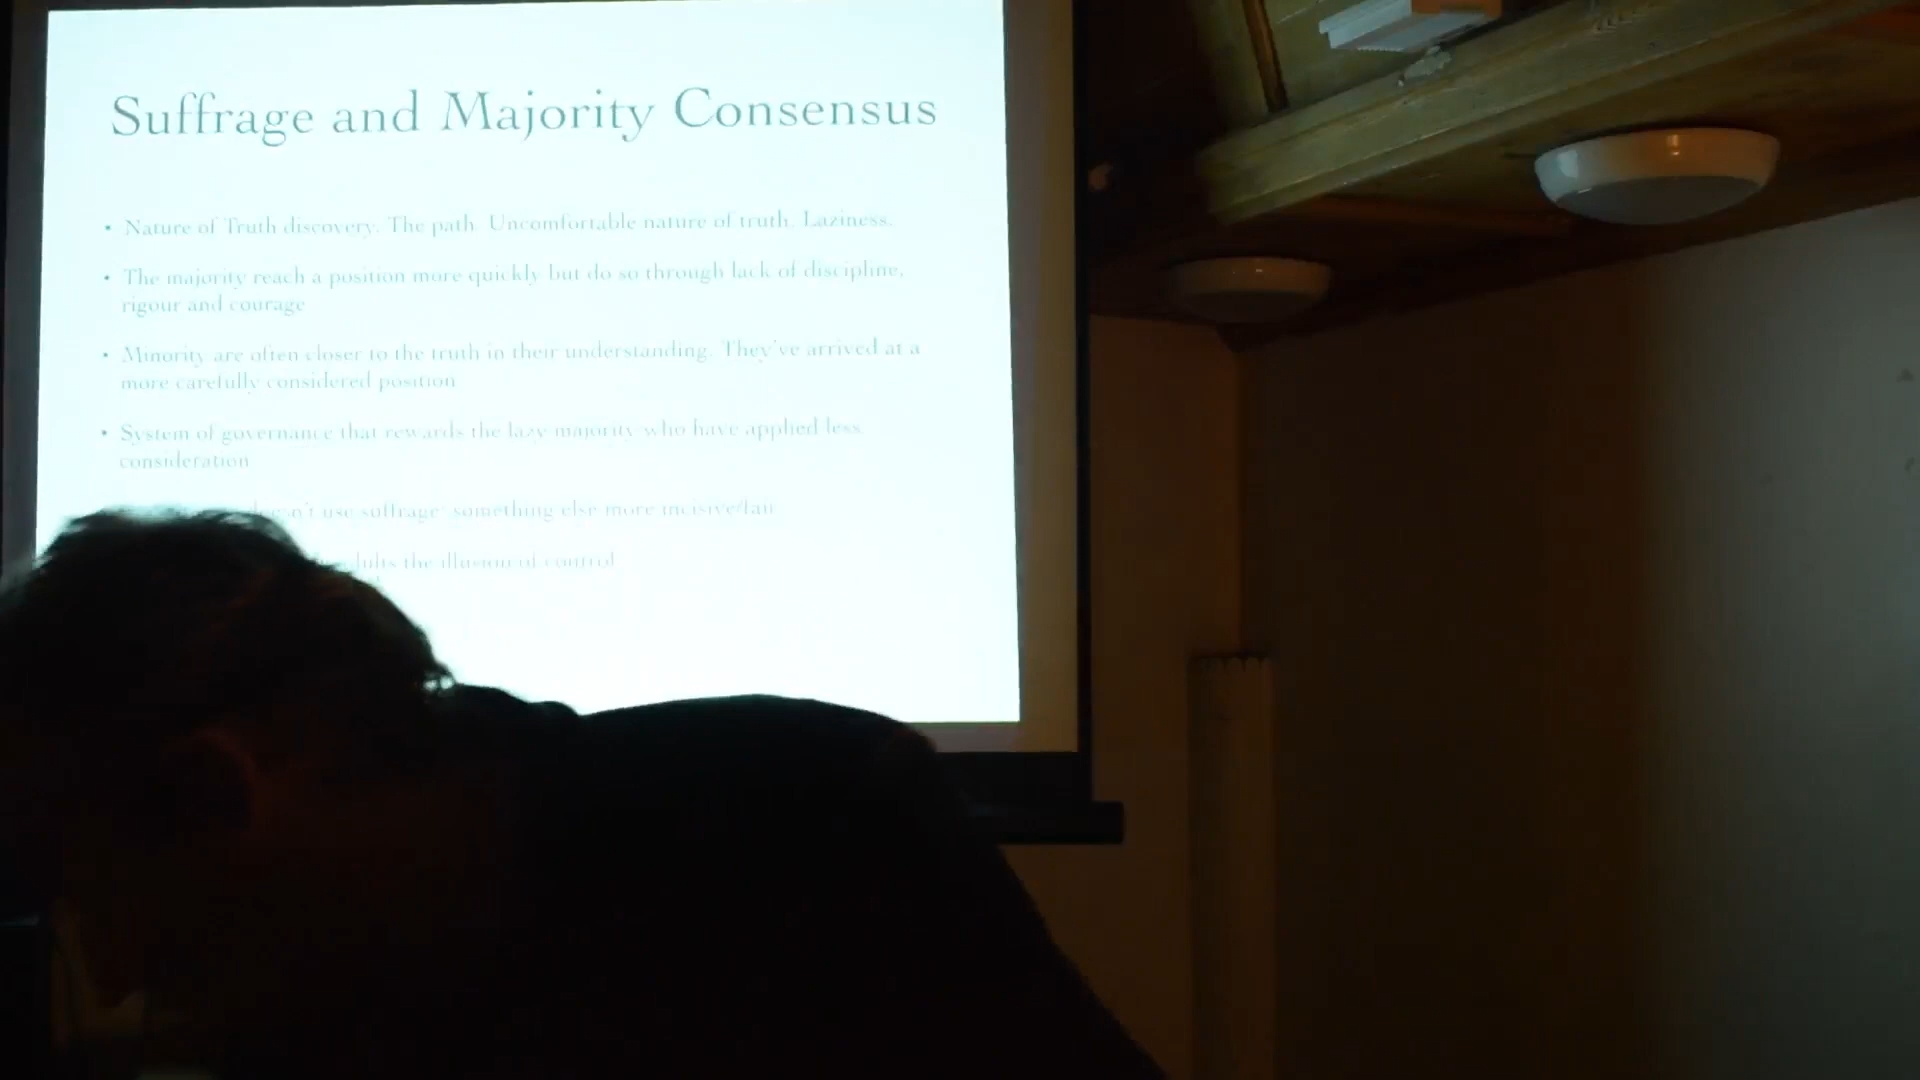 Suffrage and Majority Consensus
• Nature of Truth discovery. The path. Uncomfortable nature of truth. Laziness.
• The majority reach a position more quickly but do so through lack of discipline,
rigour and courage
• Minority are often closer to the truth in their understanding. They've arrived at a
more carefully considered position
• System of governance that rewards the lazy majority who have applied less
consideration
doesn't use suffrage: something else more incisive/fair
the illusion of control